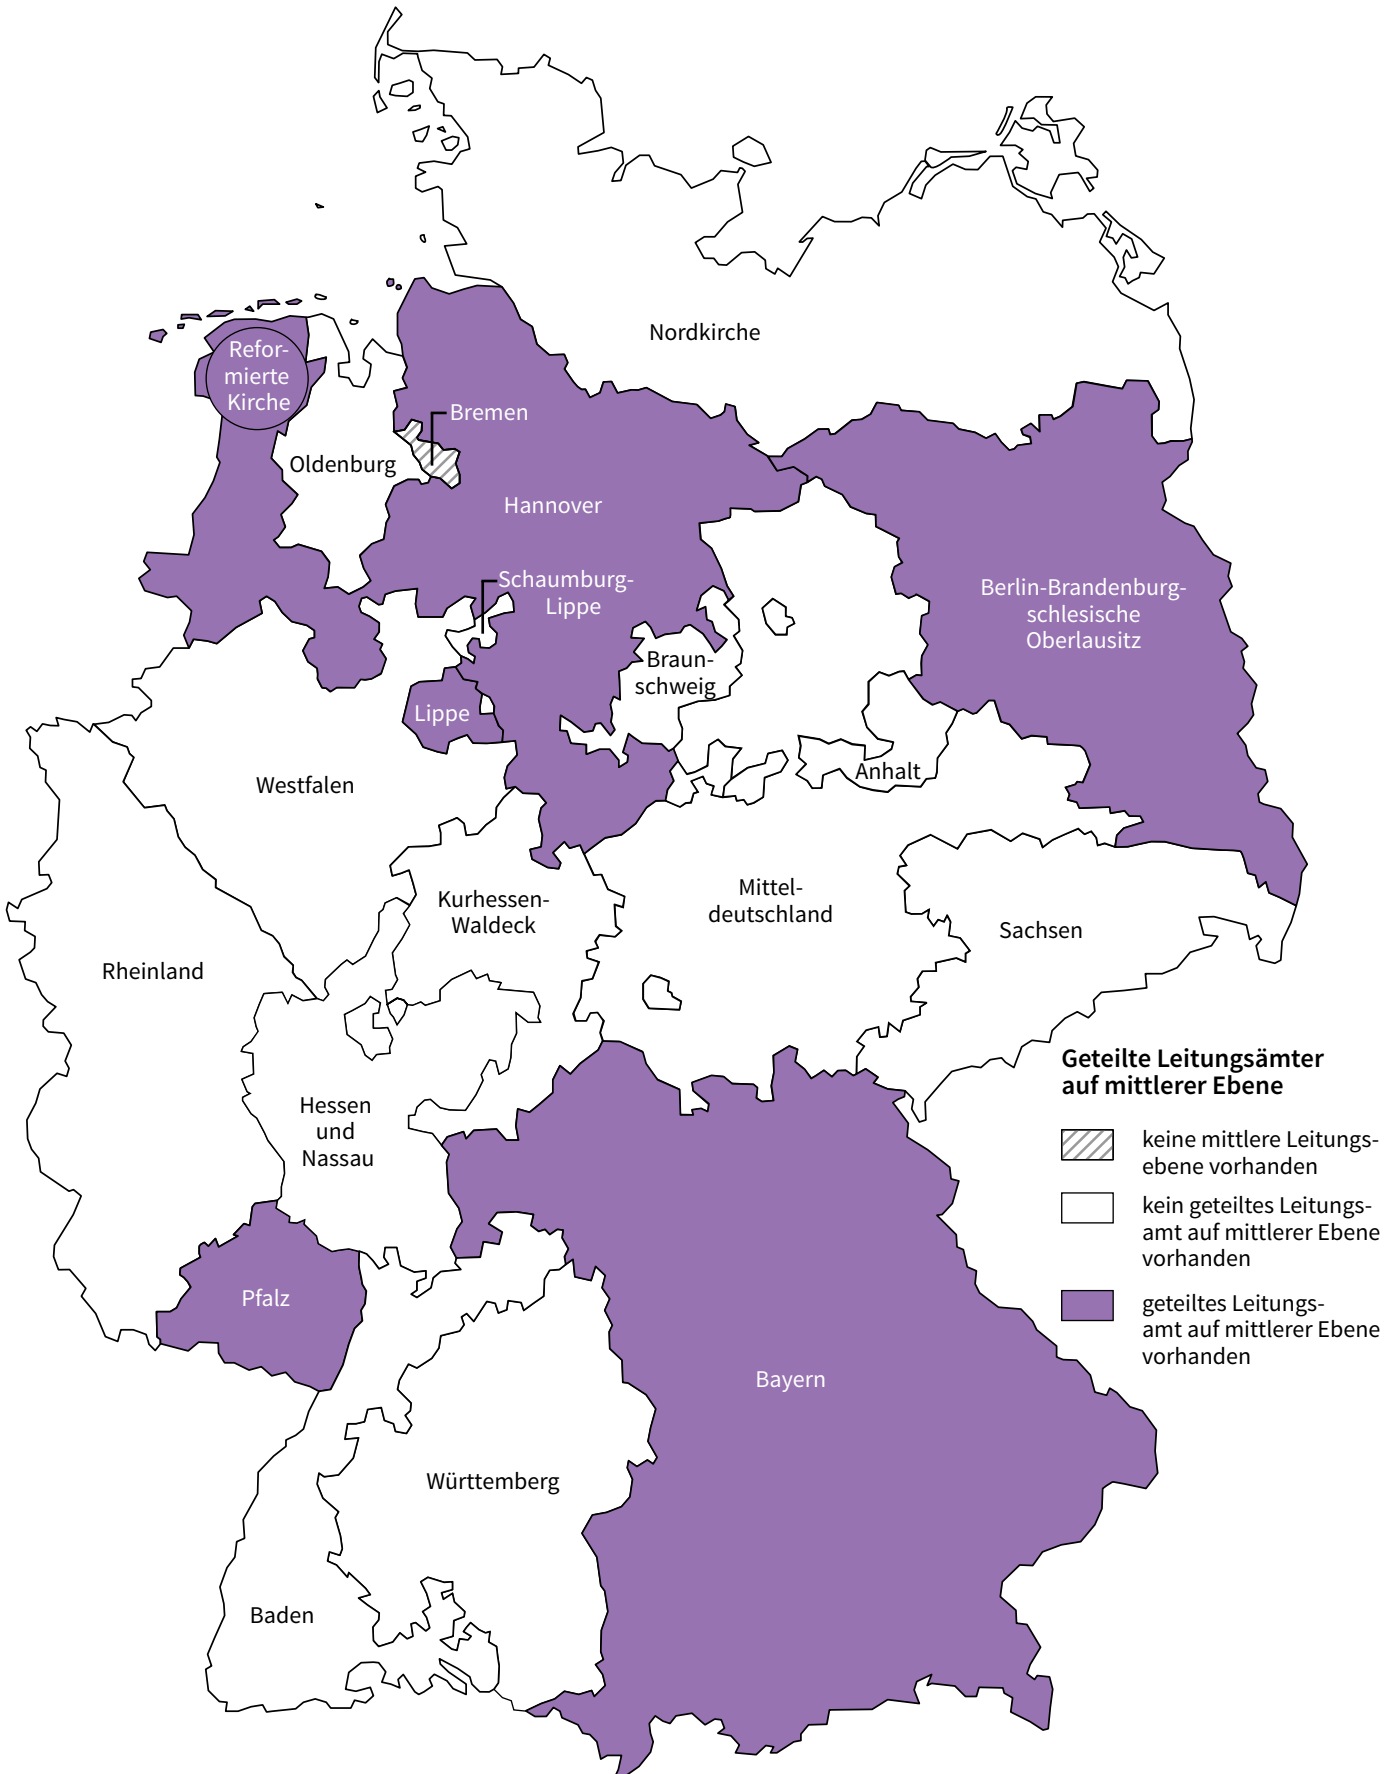 Nordkirche
Refor-
mierte
Kirche
Bremen
Oldenburg
Hannover
Schaumburg-
Lippe
Berlin-Brandenburg-
schlesische
Oberlausitz
Braun-
schweig
Lippe
Westfalen
Anhalt
Kurhessen-
Waldeck
Mittel-
deutschland
Sachsen
Rheinland
Geteilte Leitungsämter
auf mittlerer Ebene
keine mittlere Leitungs-
ebene vorhanden
kein geteiltes Leitungs-
amt auf mittlerer Ebene
vorhanden
geteiltes Leitungs-
amt auf mittlerer Ebene
vorhanden
Hessen
und
Nassau
Pfalz
Bayern
Württemberg
Baden